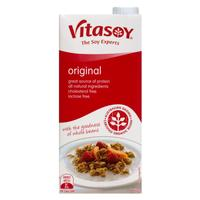 Vitasoy
The Soy Experts
original
great source of protein
all natural ingredients
cholesterol free
lactose free
with the goodness
of whole beans